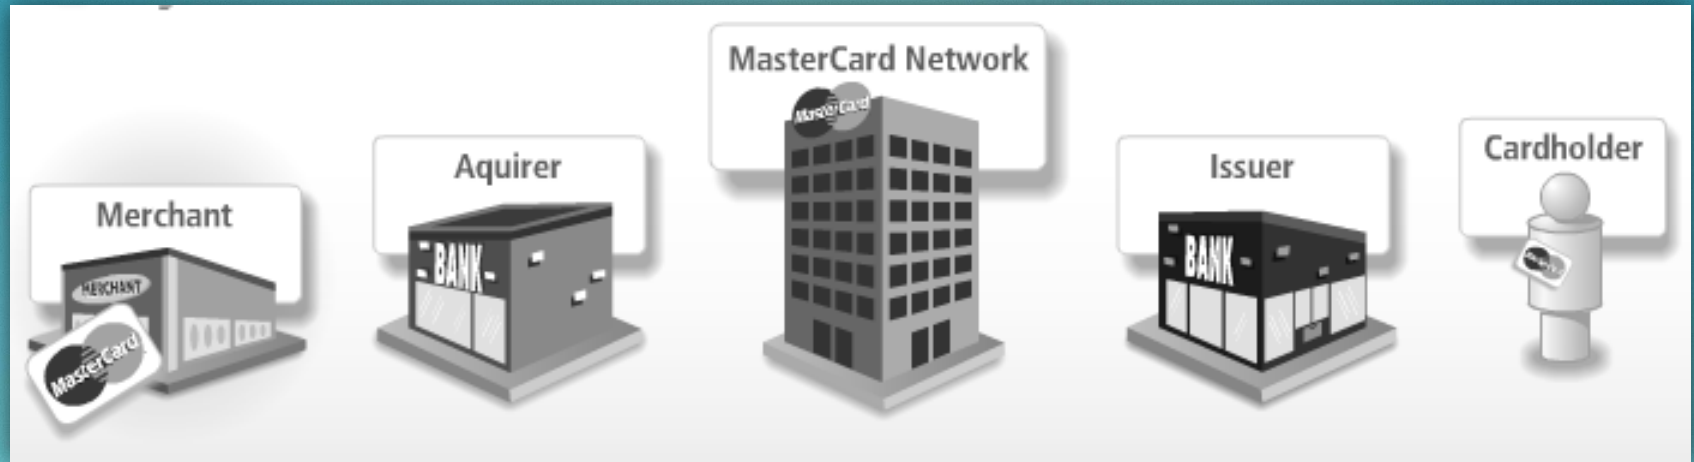 MasterCard Network
MasterCard
Aquirer
Issuer
Cardholder
Merchant
BANK
BANK
MERCHANT
MasterCard